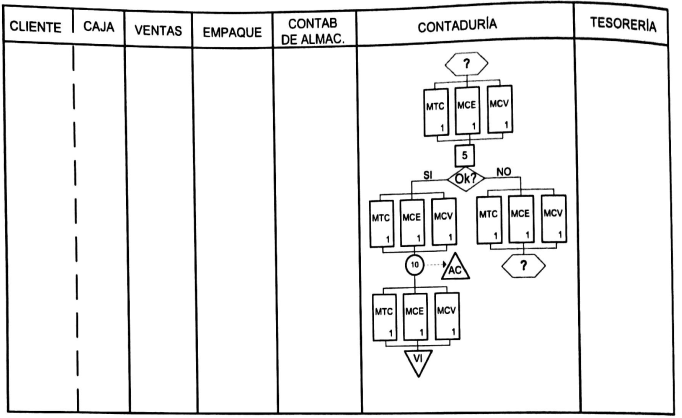 CLIENTE CAJA VENTAS EMPAQUE CONTAB DE ALMAC. CONTADURÍA TESORERÍA
?
MTC 1 MCE 1 MCV 1
5
SI Ok? NO
MTC 1 MCE 1 MCV 1 MTC 1 MCE 1 MCV 1
10 AC ?
MTC 1 MCE 1 MCV 1
VI